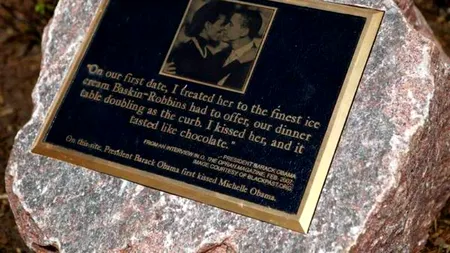 "On our first date, I treated her to the finest ice
cream Baskin-Robbins had to offer, our dinner
table doubling as the curb. I kissed her, and it
tasted like chocolate."
- PRESIDENT BARACK OBAMA
FROM AN INTERVIEW IN O, THE OPRAH MAGAZINE, FEB. 2007.
IMAGE COURTESY OF BLACKPAST.ORG.
On this site, President Barack Obama first kissed Michelle Obama.